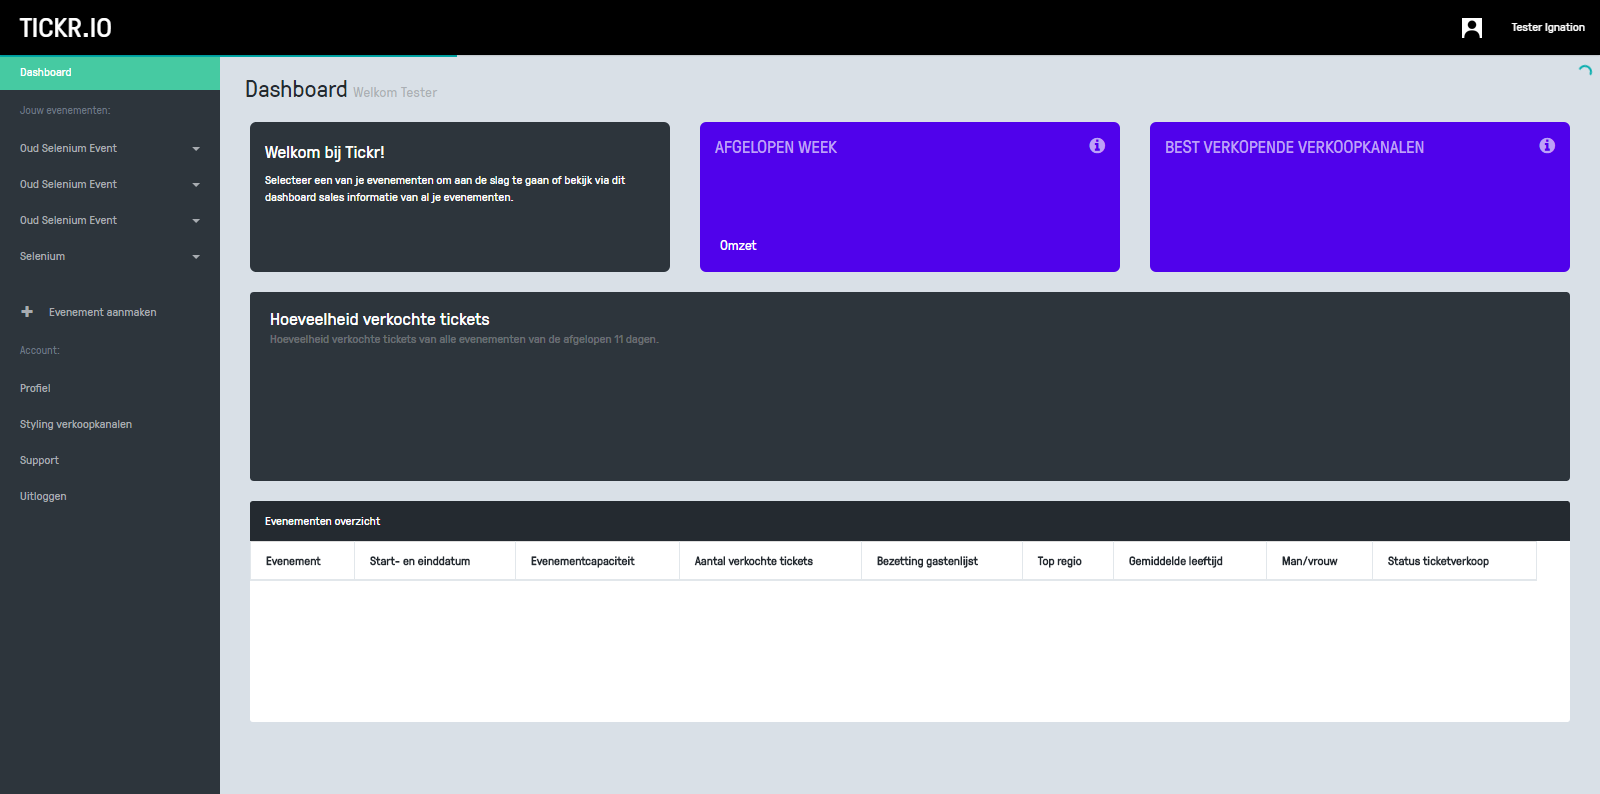 TICKR.IO
Tester Ignation
Dashboard
Jouw evenementen:
Oud Selenium Event
Oud Selenium Event
Oud Selenium Event
Selenium
Evenement aanmaken
Account:
Profiel
Styling verkoopkanalen
Support
Uitloggen
Dashboard Welkom Tester
Welkom bij Tickr!
Selecteer een van je evenementen om aan de slag te gaan of bekijk via dit
dashboard sales informatie van al je evenementen.
AFGELOPEN WEEK
Omzet
BEST VERKOPENDE VERKOOPKANALEN
Hoeveelheid verkochte tickets
Hoeveelheid verkochte tickets van alle evenementen van de afgelopen 11 dagen.
Evenementen overzicht
Evenement Start- en einddatum Evenementcapaciteit Aantal verkochte tickets Bezetting gastenlijst Top regio Gemiddelde leeftijd Man/vrouw Status ticketverkoop